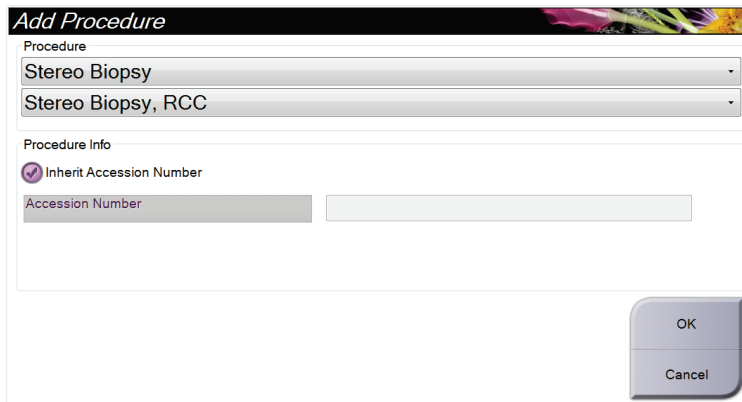 Add Procedure
Procedure
Stereo Biopsy
Stereo Biopsy, RCC
Procedure Info
Inherit Accession Number
Accession Number
OK
Cancel